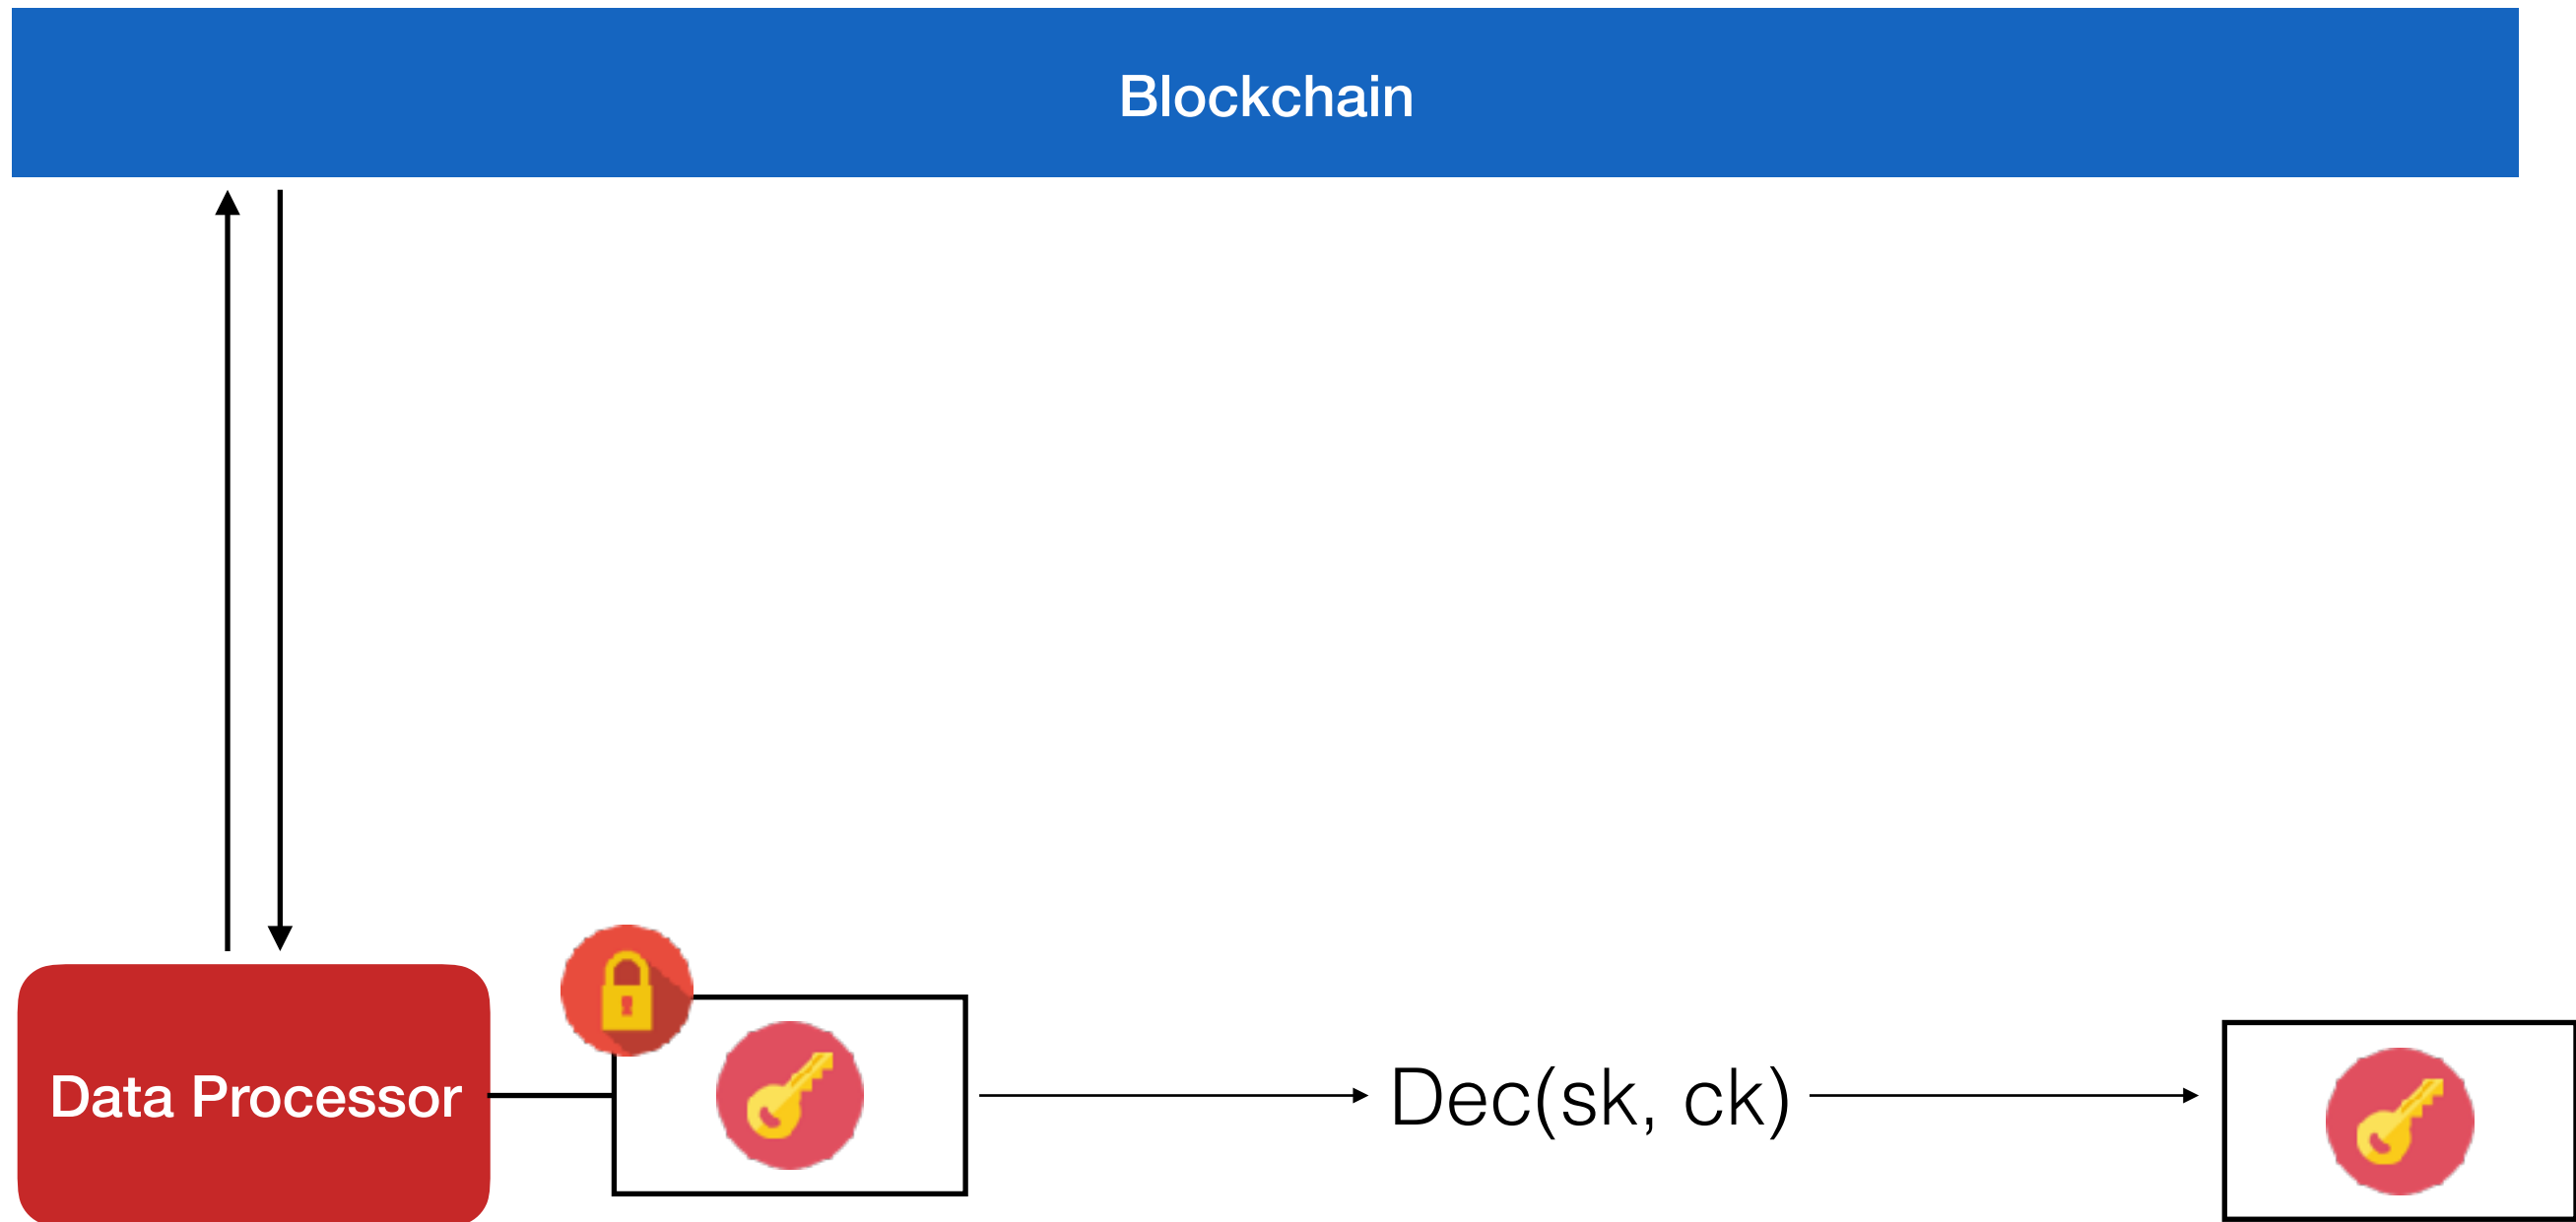 Blockchain
Data Processor
Dec(sk, ck)